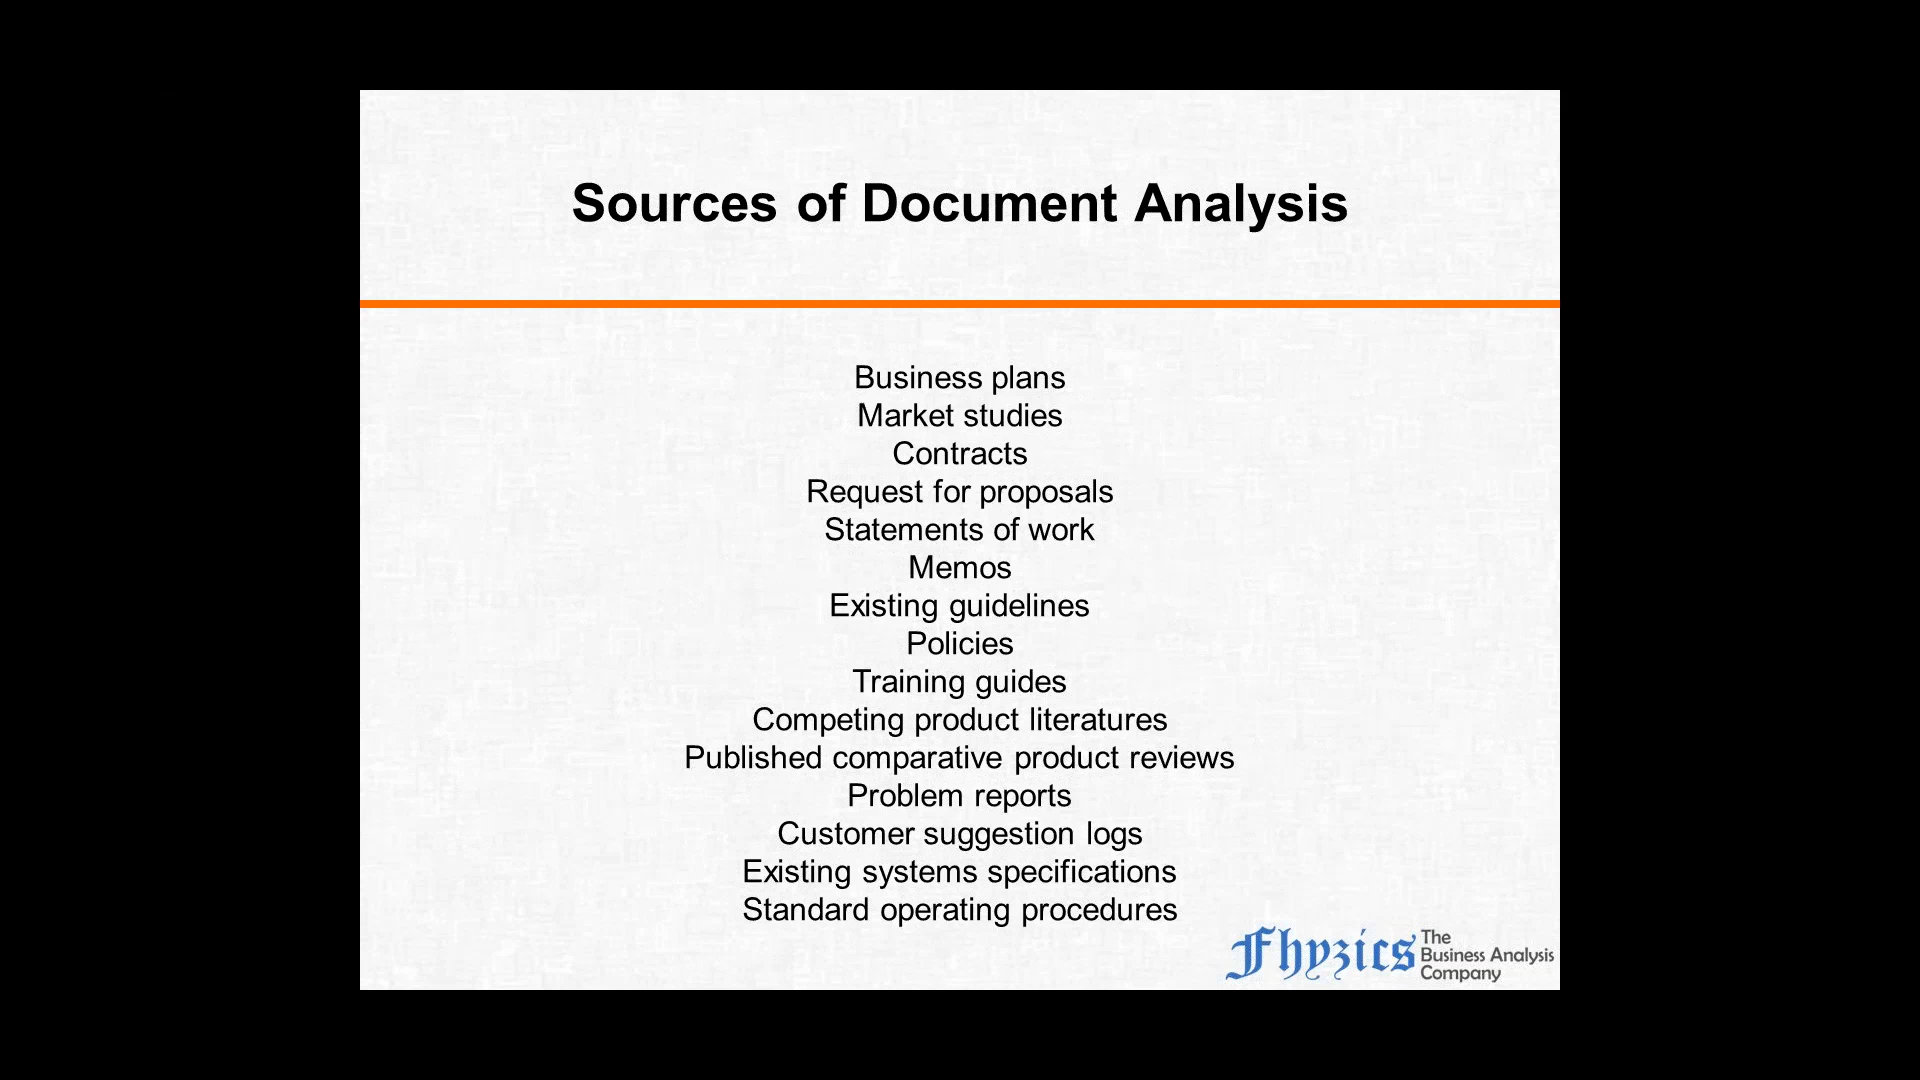 Sources of Document Analysis
Business plans
Market studies
Contracts
Request for proposals
Statements of work
Memos
Existing guidelines
Policies
Training guides
Competing product literatures
Published comparative product reviews
Problem reports
Customer suggestion logs
Existing systems specifications
Standard operating procedures
Fhyzics
The
Business Analysis
Company